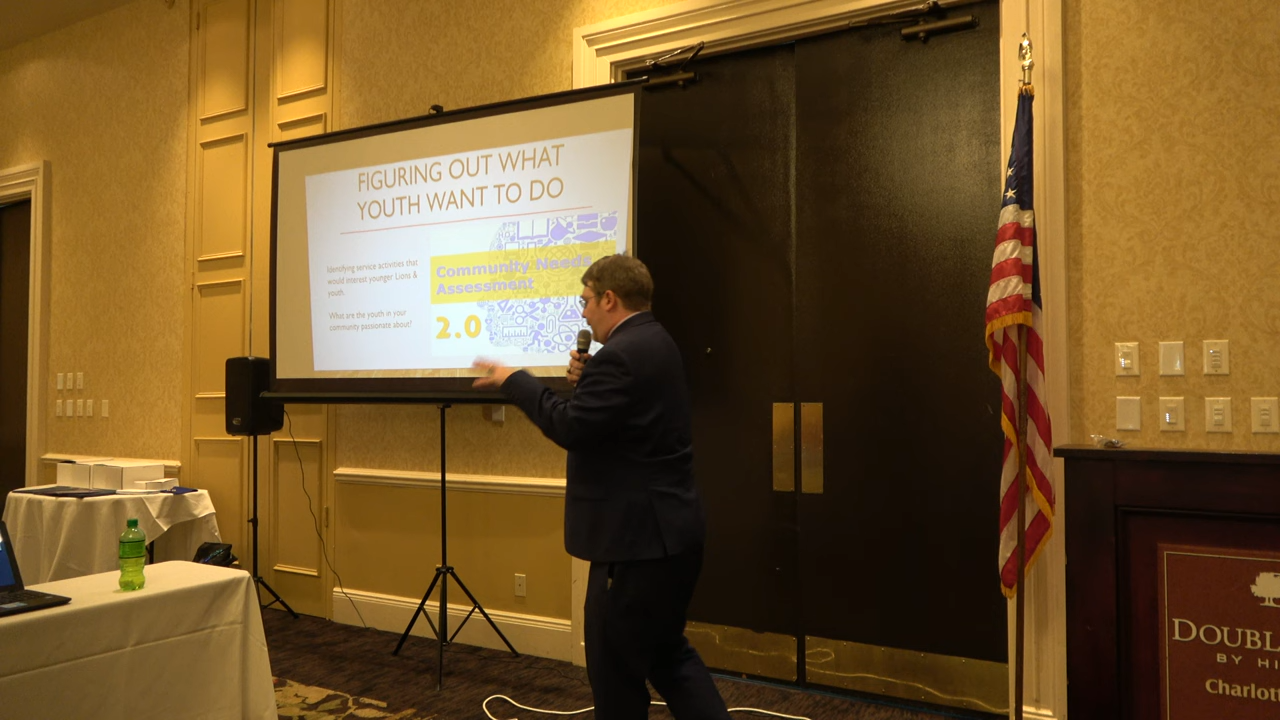 FIGURING OUT WHAT
YOUTH WANT TO DO
Identifying service activities that
would interest younger Lions &
youth.
What are the youth in your
community passionate about?
Community Needs
Assessment
2.0
DOUBL
BY HI
Charlott